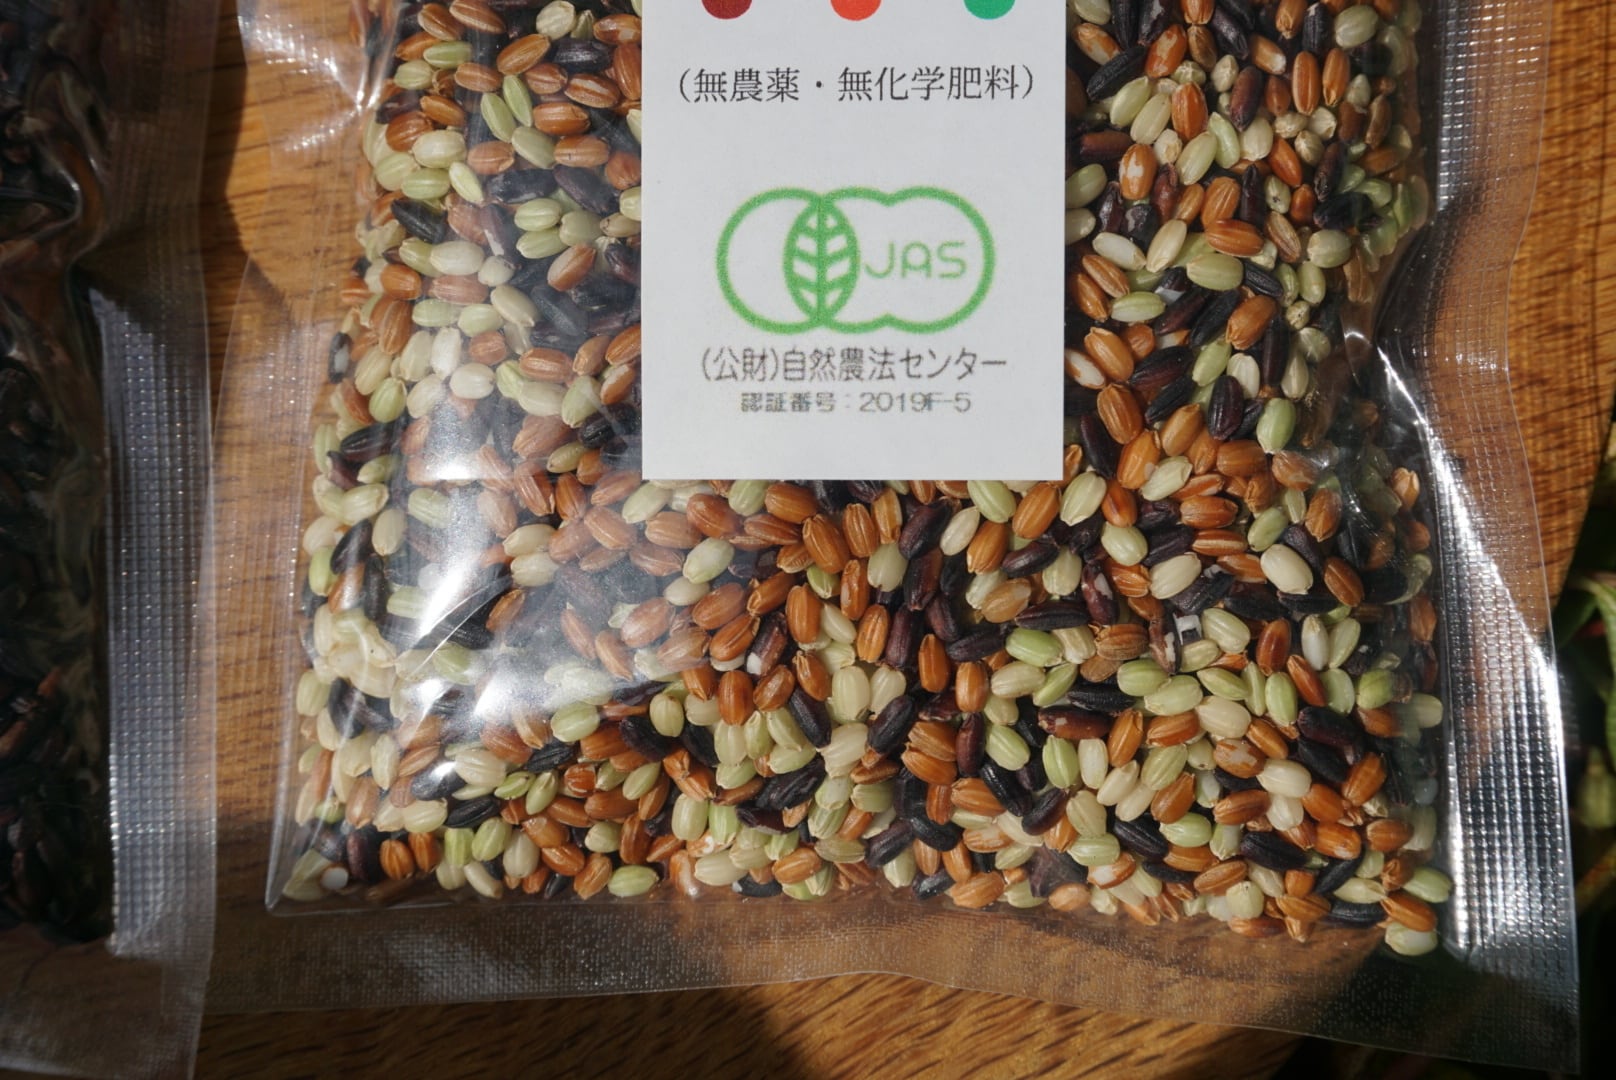 （無農薬・無化学肥料）
JAS
（公財）自然農法センター
認証番号：2019F-5